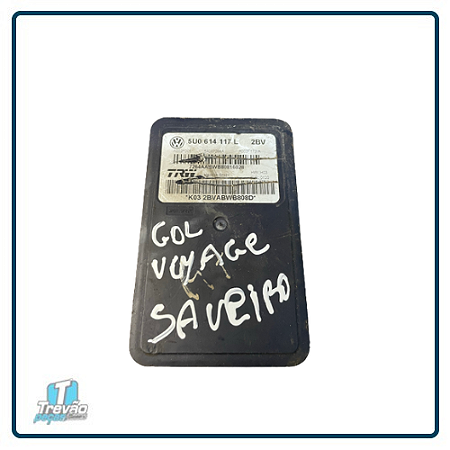 5U0 614 117 L 2BV
TRW
*K03 2BVABWB808D*
GOL
VOYAGE
SAVEIRO
Trevão